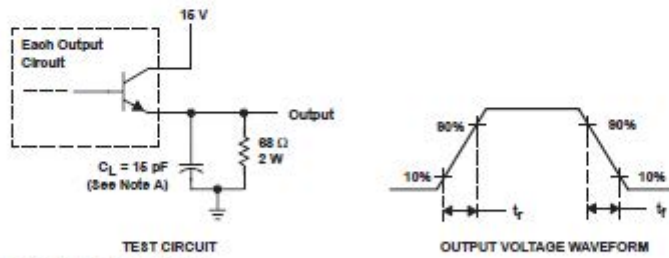 15 V
Each Output
Circuit
Output
68 Ω
2 W
CL = 15 pF
(See Note A)
TEST CIRCUIT
90%
90%
10%
10%
tr
tf
OUTPUT VOLTAGE WAVEFORM